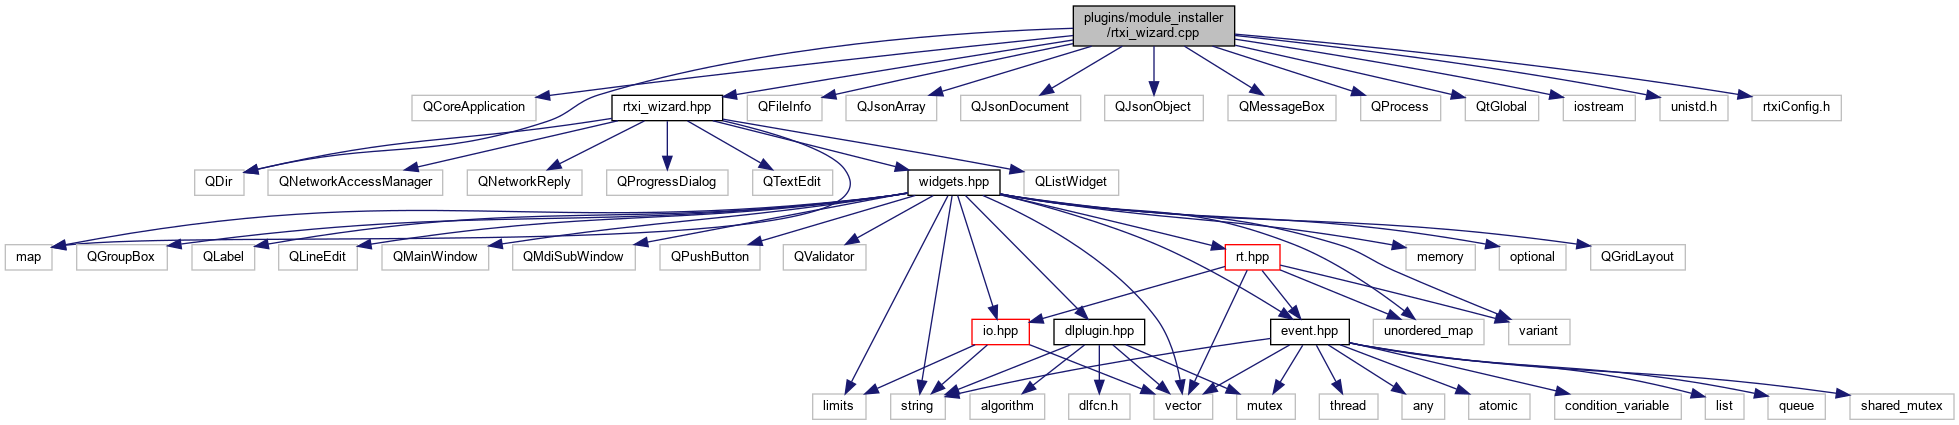 plugins/module_installer
/rtxi_wizard.cpp
QCoreApplication
rtxi_wizard.hpp
QFileInfo
QJsonArray
QJsonDocument
QJsonObject
QMessageBox
QProcess
QtGlobal
iostream
unistd.h
rtxiConfig.h
QDir
QNetworkAccessManager
QNetworkReply
QProgressDialog
QTextEdit
widgets.hpp
QListWidget
map
QGroupBox
QLabel
QLineEdit
QMainWindow
QMdiSubWindow
QPushButton
QValidator
rt.hpp
memory
optional
QGridLayout
io.hpp
dlplugin.hpp
event.hpp
unordered_map
variant
limits
string
algorithm
dlfcn.h
vector
mutex
thread
any
atomic
condition_variable
list
queue
shared_mutex